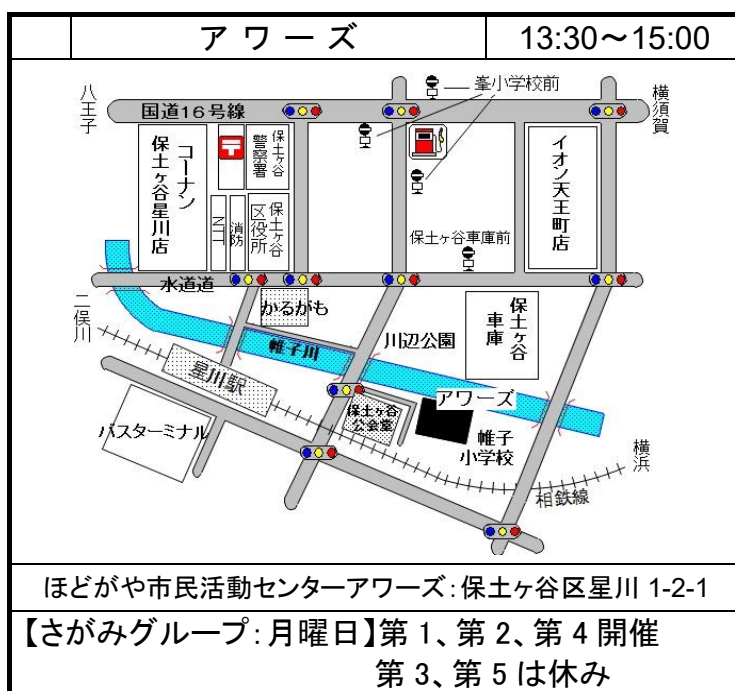 アワーズ
13:30～15:00
八王子
国道16号線
峯小学校前
横須賀
コーナン
保土ヶ谷星川店
〒
保土ヶ谷
警察署
NTT
消防
保土ヶ谷
区役所
イオン天王町店
保土ヶ谷車庫前
水道道
二俣川
かるがも
帷子川
川辺公園
保土ヶ谷
車庫
星川駅
アワーズ
保土ヶ谷
公会堂
バスターミナル
帷子
小学校
横浜
相鉄線
ほどがや市民活動センターアワーズ：保土ヶ谷区星川 1-2-1
【さがみグループ：月曜日】第 1、第 2、第 4 開催
第 3、第 5 は休み